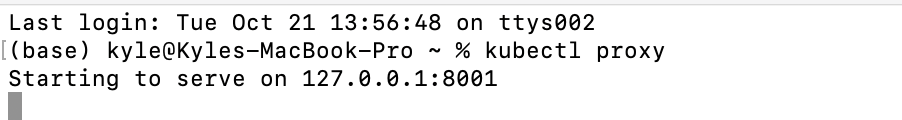 Last login: Tue Oct 21 13:56:48 on ttys002
[(base) kyle@Kyles-MacBook-Pro ~ % kubectl proxy
Starting to serve on 127.0.0.1:8001